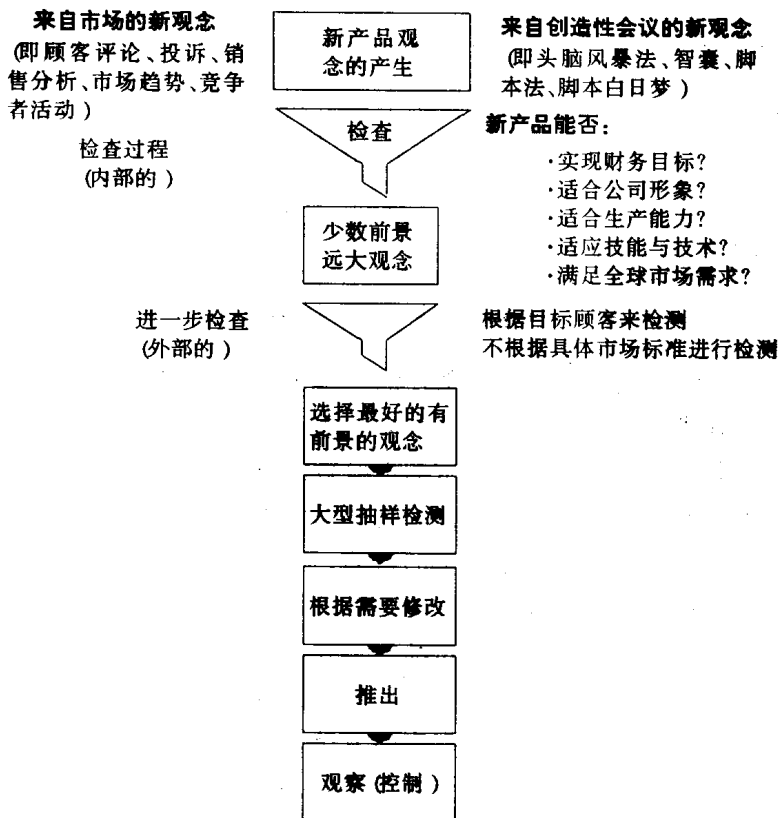 来自市场的新观念
(即顾客评论、投诉、销
售分析、市场趋势、竞争
者活动)
新产品观
念的产生
来自创造性会议的新观念
(即头脑风暴法、智囊、脚
本法、脚本白日梦)
检查过程
(内部的)
检查
新产品能否:
·实现财务目标?
·适合公司形象?
·适合生产能力?
·适应技能与技术?
·满足全球市场需求?
少数前景
远大观念
进一步检查
(外部的)
根据目标顾客来检测
不根据具体市场标准进行检测
选择最好的有
前景的观念
大型抽样检测
根据需要修改
推出
观察(控制)